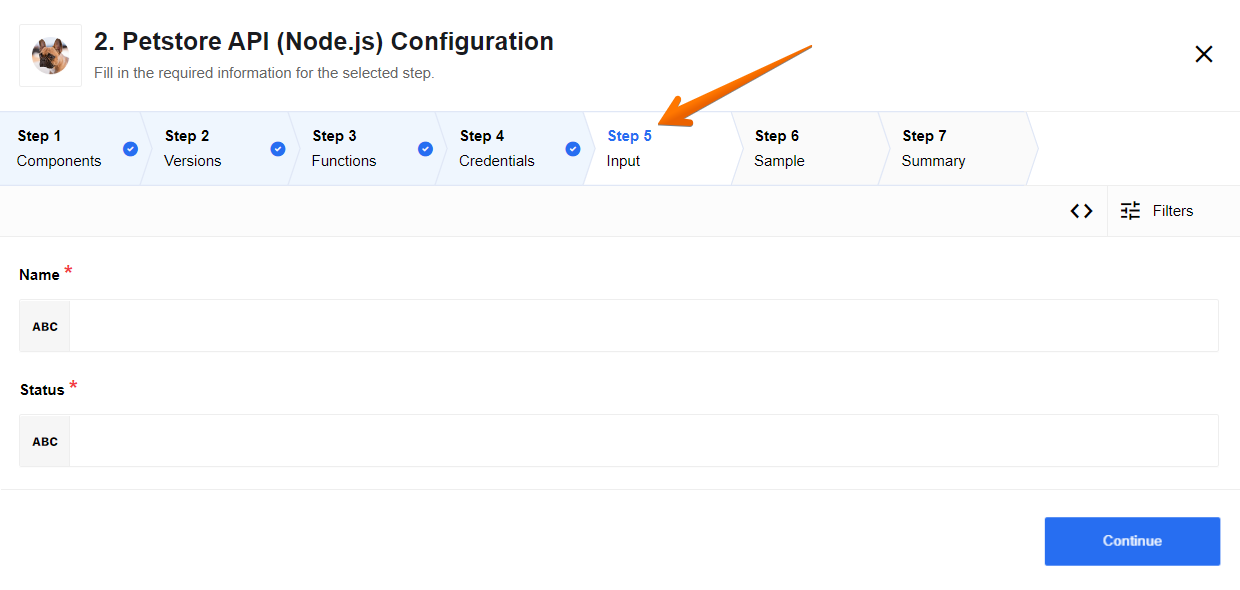 2. Petstore API (Node.js) Configuration
Fill in the required information for the selected step.
Step 1
Components
Step 2
Versions
Step 3
Functions
Step 4
Credentials
Step 5
Input
Step 6
Sample
Step 7
Summary
Filters
Name *
ABC
Status *
ABC
Continue